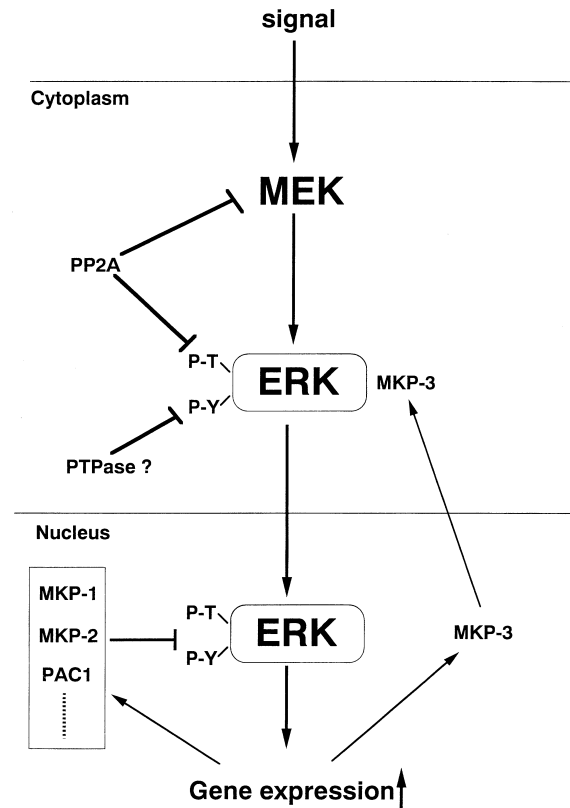 signal
Cytoplasm
MEK
PP2A
P-T
ERK
MKP-3
P-Y
PTPase ?
Nucleus
MKP-1
MKP-2
PAC1
P-T
ERK
P-Y
MKP-3
Gene expression